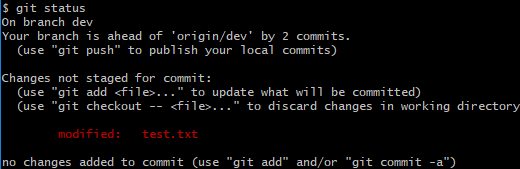 $ git status
On branch dev
Your branch is ahead of 'origin/dev' by 2 commits.
  (use "git push" to publish your local commits)
Changes not staged for commit:
  (use "git add <file>..." to update what will be committed)
  (use "git checkout -- <file>..." to discard changes in working directory
        modified:   test.txt
no changes added to commit (use "git add" and/or "git commit -a")